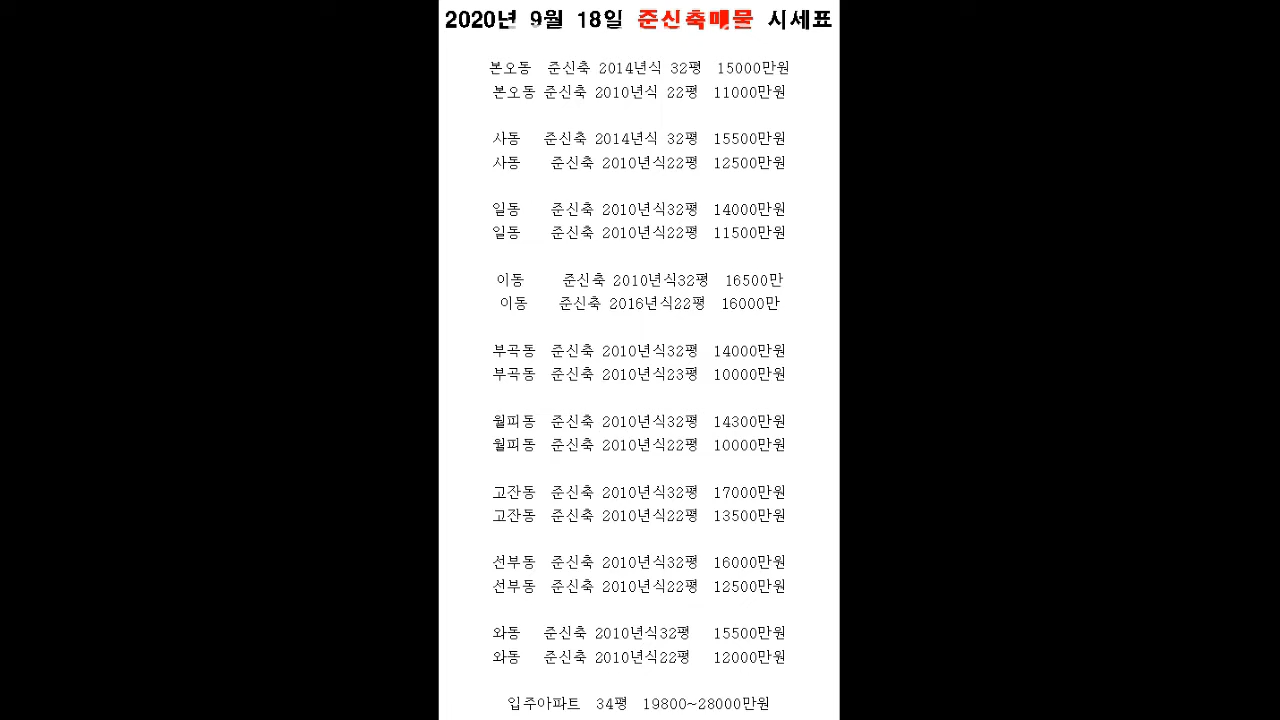 2020년 9월 18일 준신축매물 시세표
본오동 준신축 2014년식 32평 15000만원
본오동 준신축 2010년식 22평 11000만원
사동 준신축 2014년식 32평 15500만원
사동 준신축 2010년식22평 12500만원
일동 준신축 2010년식32평 14000만원
일동 준신축 2010년식22평 11500만원
이동 준신축 2010년식32평 16500만
이동 준신축 2016년식22평 16000만
부곡동 준신축 2010년식32평 14000만원
부곡동 준신축 2010년식23평 10000만원
월피동 준신축 2010년식32평 14300만원
월피동 준신축 2010년식22평 10000만원
고잔동 준신축 2010년식32평 17000만원
고잔동 준신축 2010년식22평 13500만원
선부동 준신축 2010년식32평 16000만원
선부동 준신축 2010년식22평 12500만원
와동 준신축 2010년식32평 15500만원
와동 준신축 2010년식22평 12000만원
입주아파트 34평 19800~28000만원